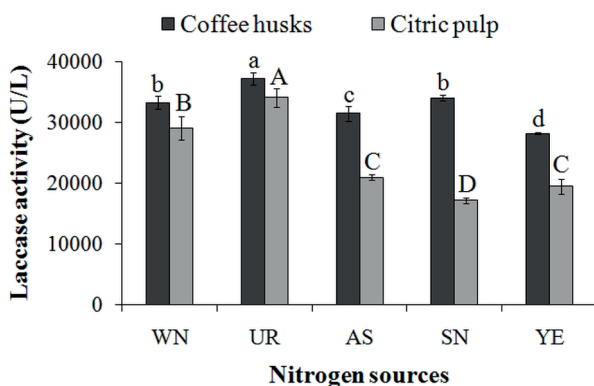 Coffee husks Citric pulp
Laccase activity (U/L)
40000
30000
20000
10000
0
b B a A c C b D d C
WN UR AS SN YE
Nitrogen sources